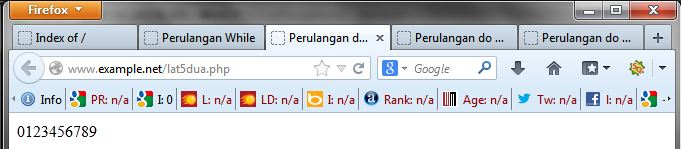 Firefox
Index of / Perulangan While Perulangan d... Perulangan do ... Perulangan do ...
www.example.net/lat5dua.php Google
Info PR: n/a I: 0 L: n/a LD: n/a I: n/a Rank: n/a Age: n/a Tw: n/a I: n/a
0123456789